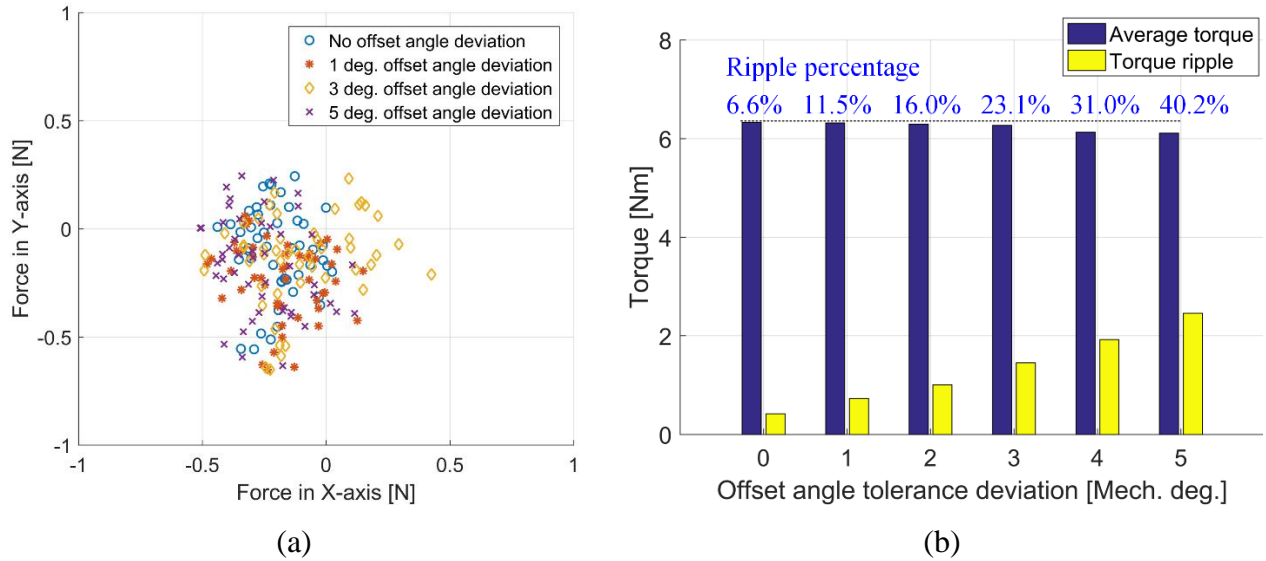 1
0.5
0
-0.5
-1
-1
-0.5
0
0.5
1
Force in Y-axis [N]
Force in X-axis [N]
No offset angle deviation
1 deg. offset angle deviation
3 deg. offset angle deviation
5 deg. offset angle deviation
(a)
8
6
4
2
0
Torque [Nm]
Average torque
Torque ripple
Ripple percentage
6.6% 11.5% 16.0% 23.1% 31.0% 40.2%
0 1 2 3 4 5
Offset angle tolerance deviation [Mech. deg.]
(b)